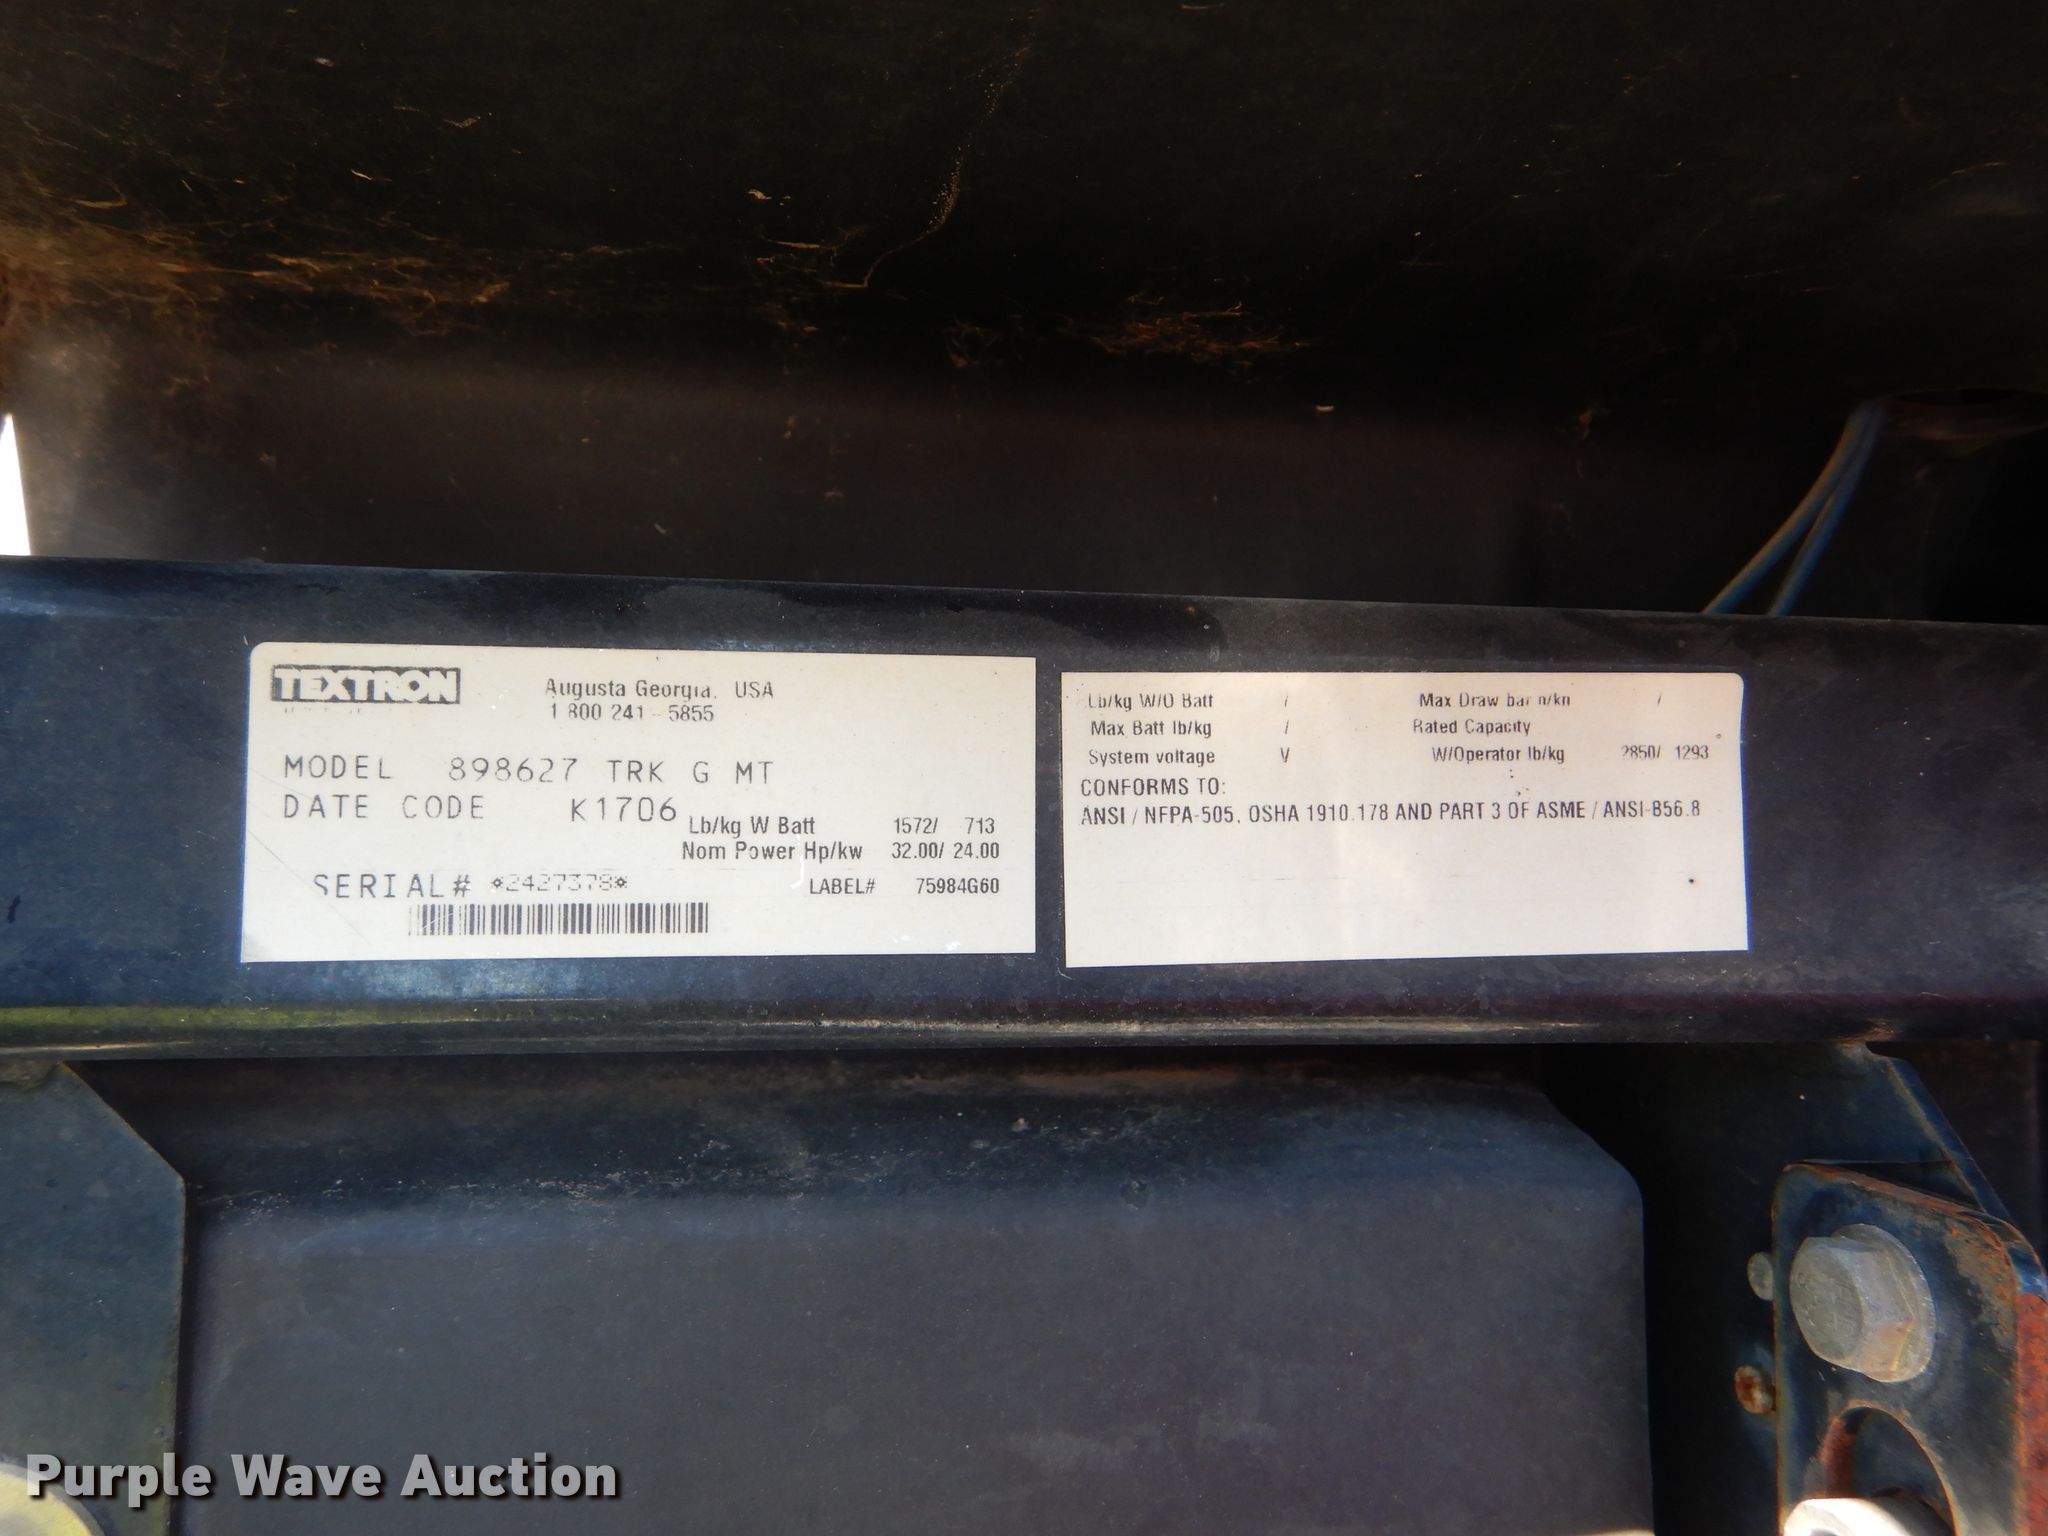 TEXTRON
Augusta Georgia, USA
1 800 241-5855
MODEL 898627 TRK G MT
DATE CODE K1706
Lb/kg W Batt 1572/ 713
Nom Power Hp/kw 32.00/ 24.00
SERIAL# *2427378*
LABEL# 75984G60
Lb/kg W/O Batt /
Max Draw bar n/kn /
Max Batt lb/kg /
Rated Capacity
System voltage V
W/Operator lb/kg 2850/ 1293
CONFORMS TO:
ANSI / NFPA-505, OSHA 1910.178 AND PART 3 OF ASME / ANSI-B56.8
Purple Wave Auction